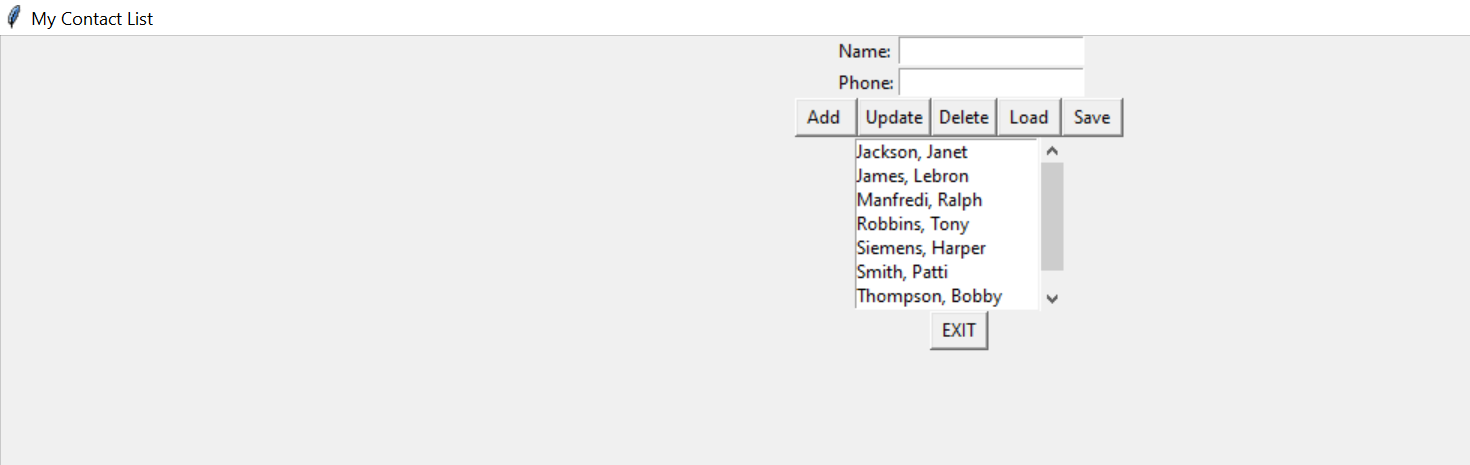 My Contact List
Name:
Phone:
Add Update Delete Load Save
Jackson, Janet
James, Lebron
Manfredi, Ralph
Robbins, Tony
Siemens, Harper
Smith, Patti
Thompson, Bobby
EXIT